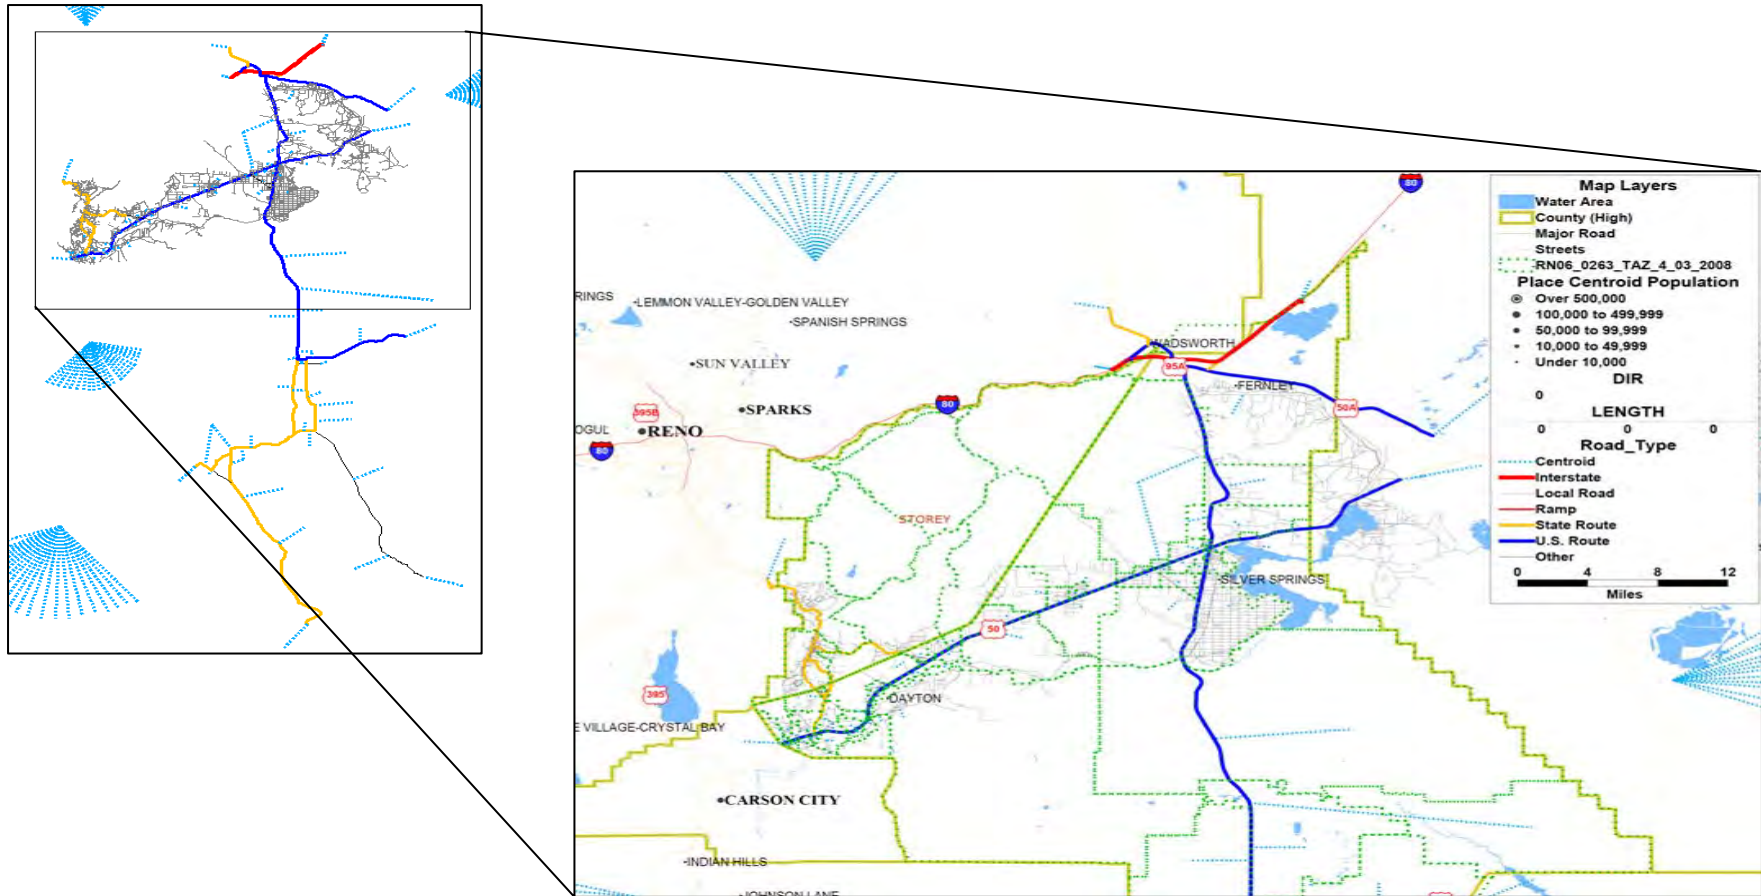 80
Map Layers
Water Area
County (High)
Major Road
Streets
RN06_0263_TAZ_4_03_2008
Place Centroid Population
Over 500,000
100,000 to 499,999
50,000 to 99,999
10,000 to 49,999
Under 10,000
DIR
0
LENGTH
0 0 0
Road_Type
Centroid
Interstate
Local Road
Ramp
State Route
U.S. Route
Other
0 4 8 12
Miles
RINGS
LEMMON VALLEY-GOLDEN VALLEY
SPANISH SPRINGS
WADSWORTH
SUN VALLEY
95A
FERNLEY
395B
SPARKS
80
50A
OGUL
RENO
80
STOREY
SILVER SPRINGS
50
395
DAYTON
E VILLAGE-CRYSTAL BAY
CARSON CITY
INDIAN HILLS
JOHNSON LANE